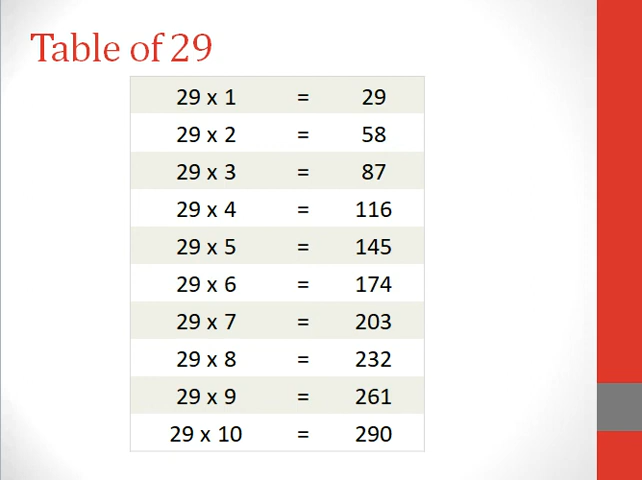 Table of 29
29 x 1 = 29
29 x 2 = 58
29 x 3 = 87
29 x 4 = 116
29 x 5 = 145
29 x 6 = 174
29 x 7 = 203
29 x 8 = 232
29 x 9 = 261
29 x 10 = 290